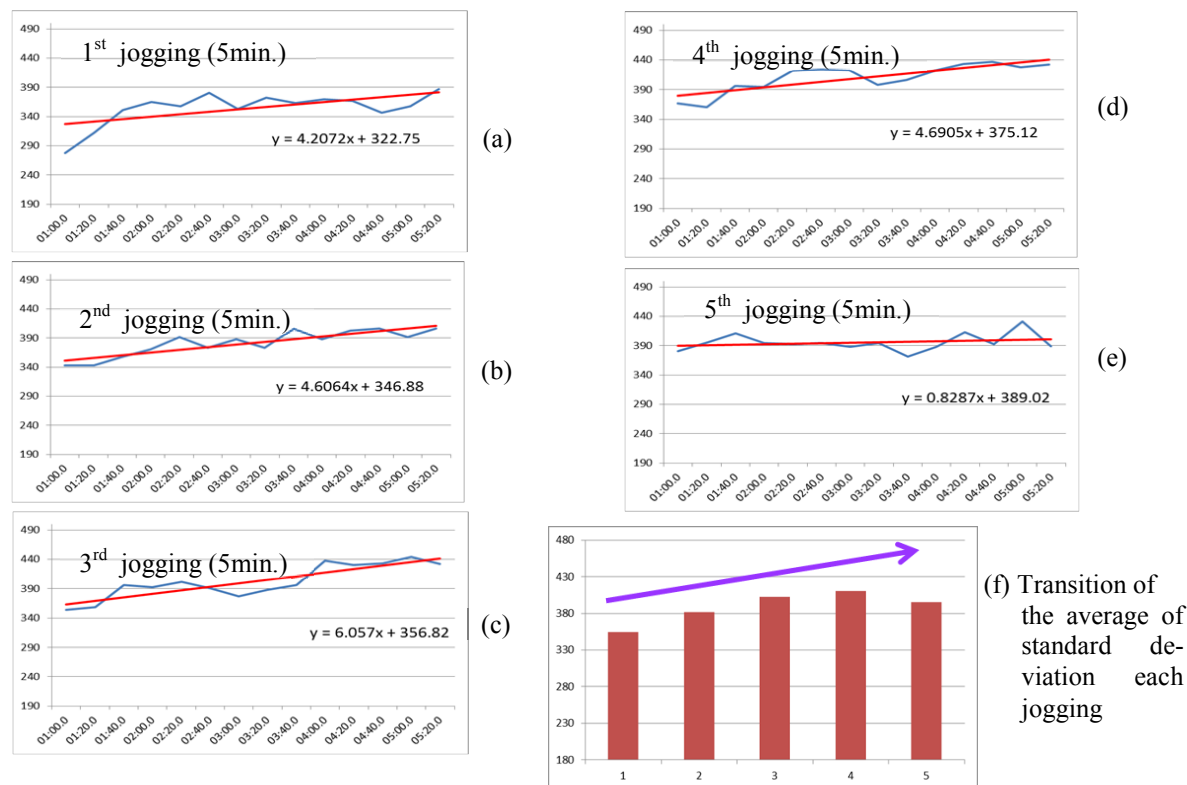 490
440
390
340
290
240
190
1st jogging (5min.)
y = 4.2072x + 322.75
01:00.0 01:20.0 01:40.0 02:00.0 02:20.0 02:40.0 03:00.0 03:20.0 03:40.0 04:00.0 04:20.0 04:40.0 05:00.0 05:20.0
(a)
490
440
390
340
290
240
190
2nd jogging (5min.)
y = 4.6064x + 346.88
01:00.0 01:20.0 01:40.0 02:00.0 02:20.0 02:40.0 03:00.0 03:20.0 03:40.0 04:00.0 04:20.0 04:40.0 05:00.0 05:20.0
(b)
490
440
390
340
290
240
190
3rd jogging (5min.)
y = 6.057x + 356.82
01:00.0 01:20.0 01:40.0 02:00.0 02:20.0 02:40.0 03:00.0 03:20.0 03:40.0 04:00.0 04:20.0 04:40.0 05:00.0 05:20.0
(c)
490
440
390
340
290
240
190
4th jogging (5min.)
y = 4.6905x + 375.12
01:00.0 01:20.0 01:40.0 02:00.0 02:20.0 02:40.0 03:00.0 03:20.0 03:40.0 04:00.0 04:20.0 04:40.0 05:00.0 05:20.0
(d)
490
440
390
340
290
240
190
5th jogging (5min.)
y = 0.8287x + 389.02
01:00.0 01:20.0 01:40.0 02:00.0 02:20.0 02:40.0 03:00.0 03:20.0 03:40.0 04:00.0 04:20.0 04:40.0 05:00.0 05:20.0
(e)
480
430
380
330
280
230
180
1 2 3 4 5
(f) Transition of
the average of
standard de-
viation each
jogging